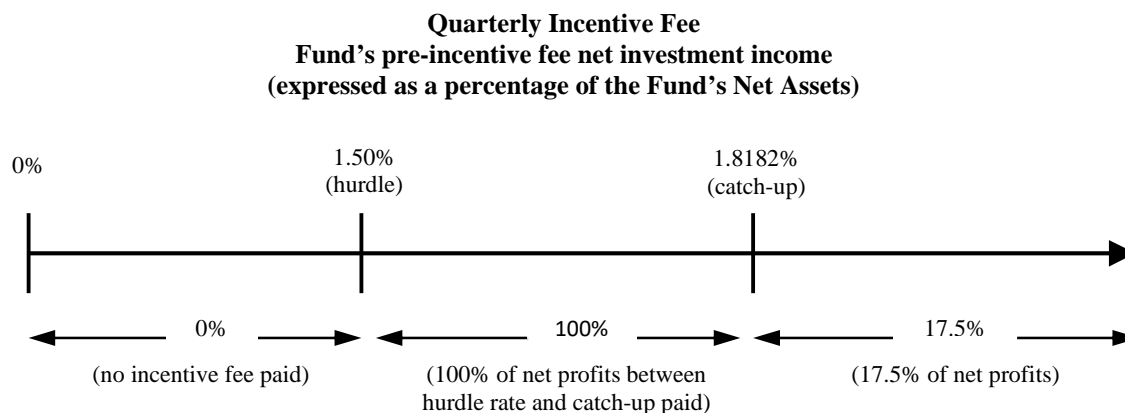 Quarterly Incentive Fee
Fund’s pre-incentive fee net investment income
(expressed as a percentage of the Fund’s Net Assets)
0%
1.50%
(hurdle)
1.8182%
(catch-up)
0%
100%
17.5%
(no incentive fee paid)
(100% of net profits between
hurdle rate and catch-up paid)
(17.5% of net profits)